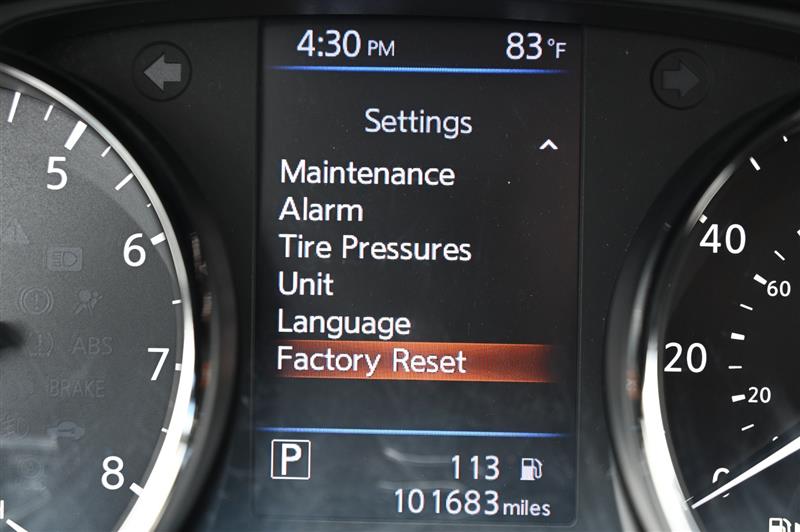 4:30 PM 83°F
Settings
Maintenance
Alarm
Tire Pressures
Unit
Language
Factory Reset
P
113
101683 miles
5
6
7
8
ABS
BRAKE
40
60
20
20
0